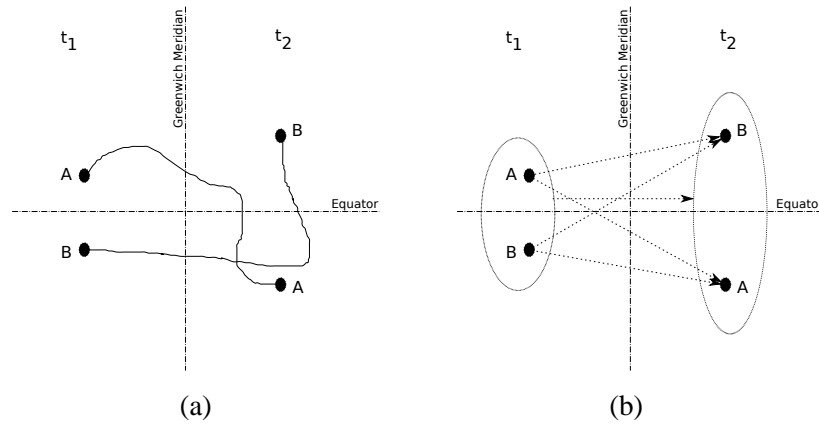 t1
Greenwich Meridian
t2
B
A
Equator
B
A
(a)
t1
Greenwich Meridian
t2
B
A
Equato
B
A
(b)